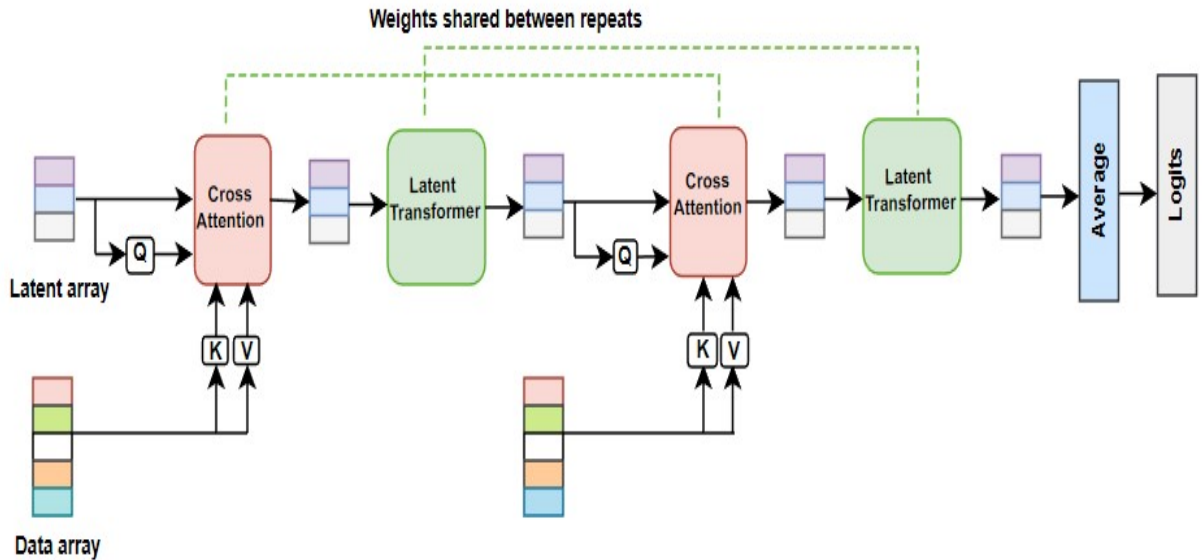 Weights shared between repeats
Cross
Attention
Latent
Transformer
Cross
Attention
Latent
Transformer
Average
Logits
Q
Q
Latent array
K
V
K
V
Data array